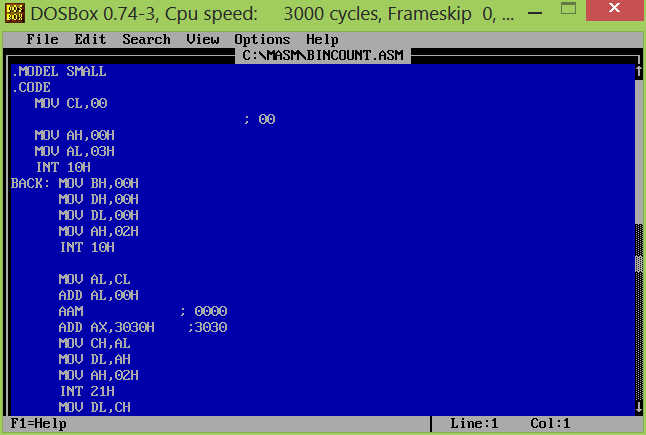 DOS BOX DOSBox 0.74-3, Cpu speed: 3000 cycles, Frameskip 0, ...
File Edit Search View Options Help
C:\MASM\BINCOUNT.ASM
.MODEL SMALL
.CODE
MOV CL,00
; 00
MOV AH,00H
MOV AL,03H
INT 10H
BACK: MOV BH,00H
MOV DH,00H
MOV DL,00H
MOV AH,02H
INT 10H
MOV AL,CL
ADD AL,00H
AAM ; 0000
ADD AX,3030H ;3030
MOV CH,AL
MOV DL,AH
MOV AH,02H
INT 21H
MOV DL,CH
F1=Help Line:1 Col:1